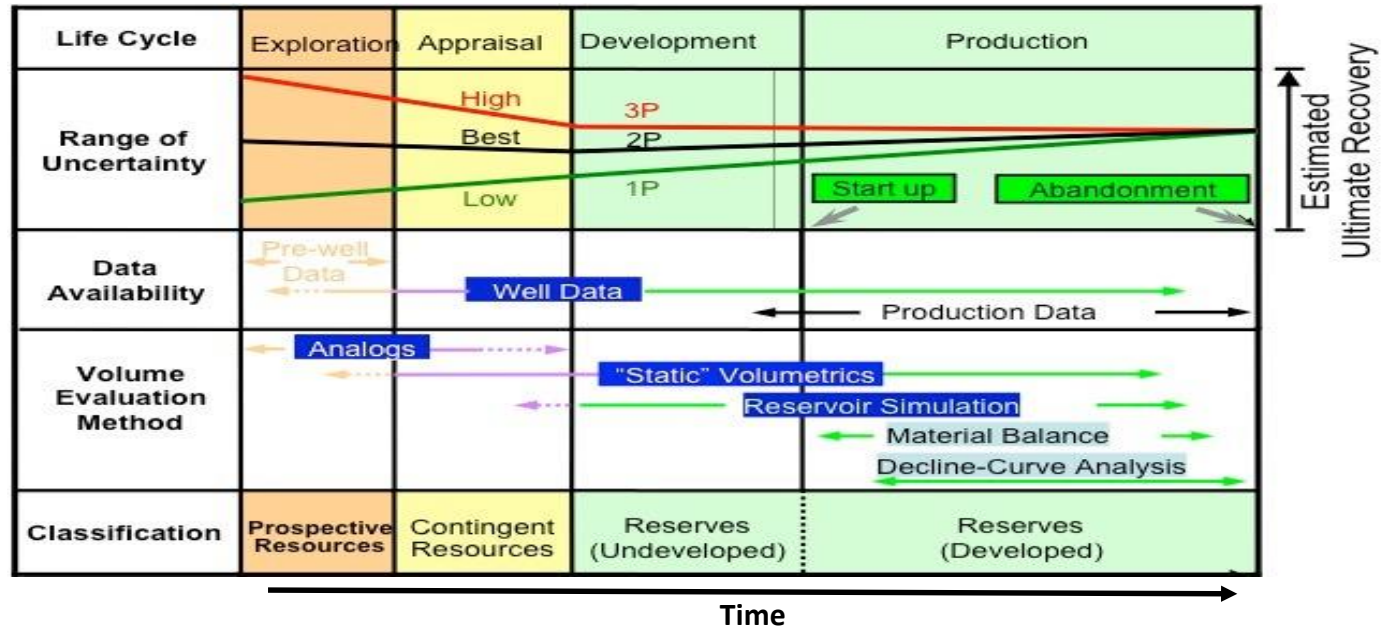 Life Cycle
Exploration
Appraisal
Development
Production
Range of
Uncertainty
High
Best
Low
3P
2P
1P
Start up
Abandonment
Estimated
Ultimate Recovery
Data
Availability
Pre-well
Data
Well Data
Production Data
Volume
Evaluation
Method
Analogs
"Static" Volumetrics
Reservoir Simulation
Material Balance
Decline-Curve Analysis
Classification
Prospective
Resources
Contingent
Resources
Reserves
(Undeveloped)
Reserves
(Developed)
Time